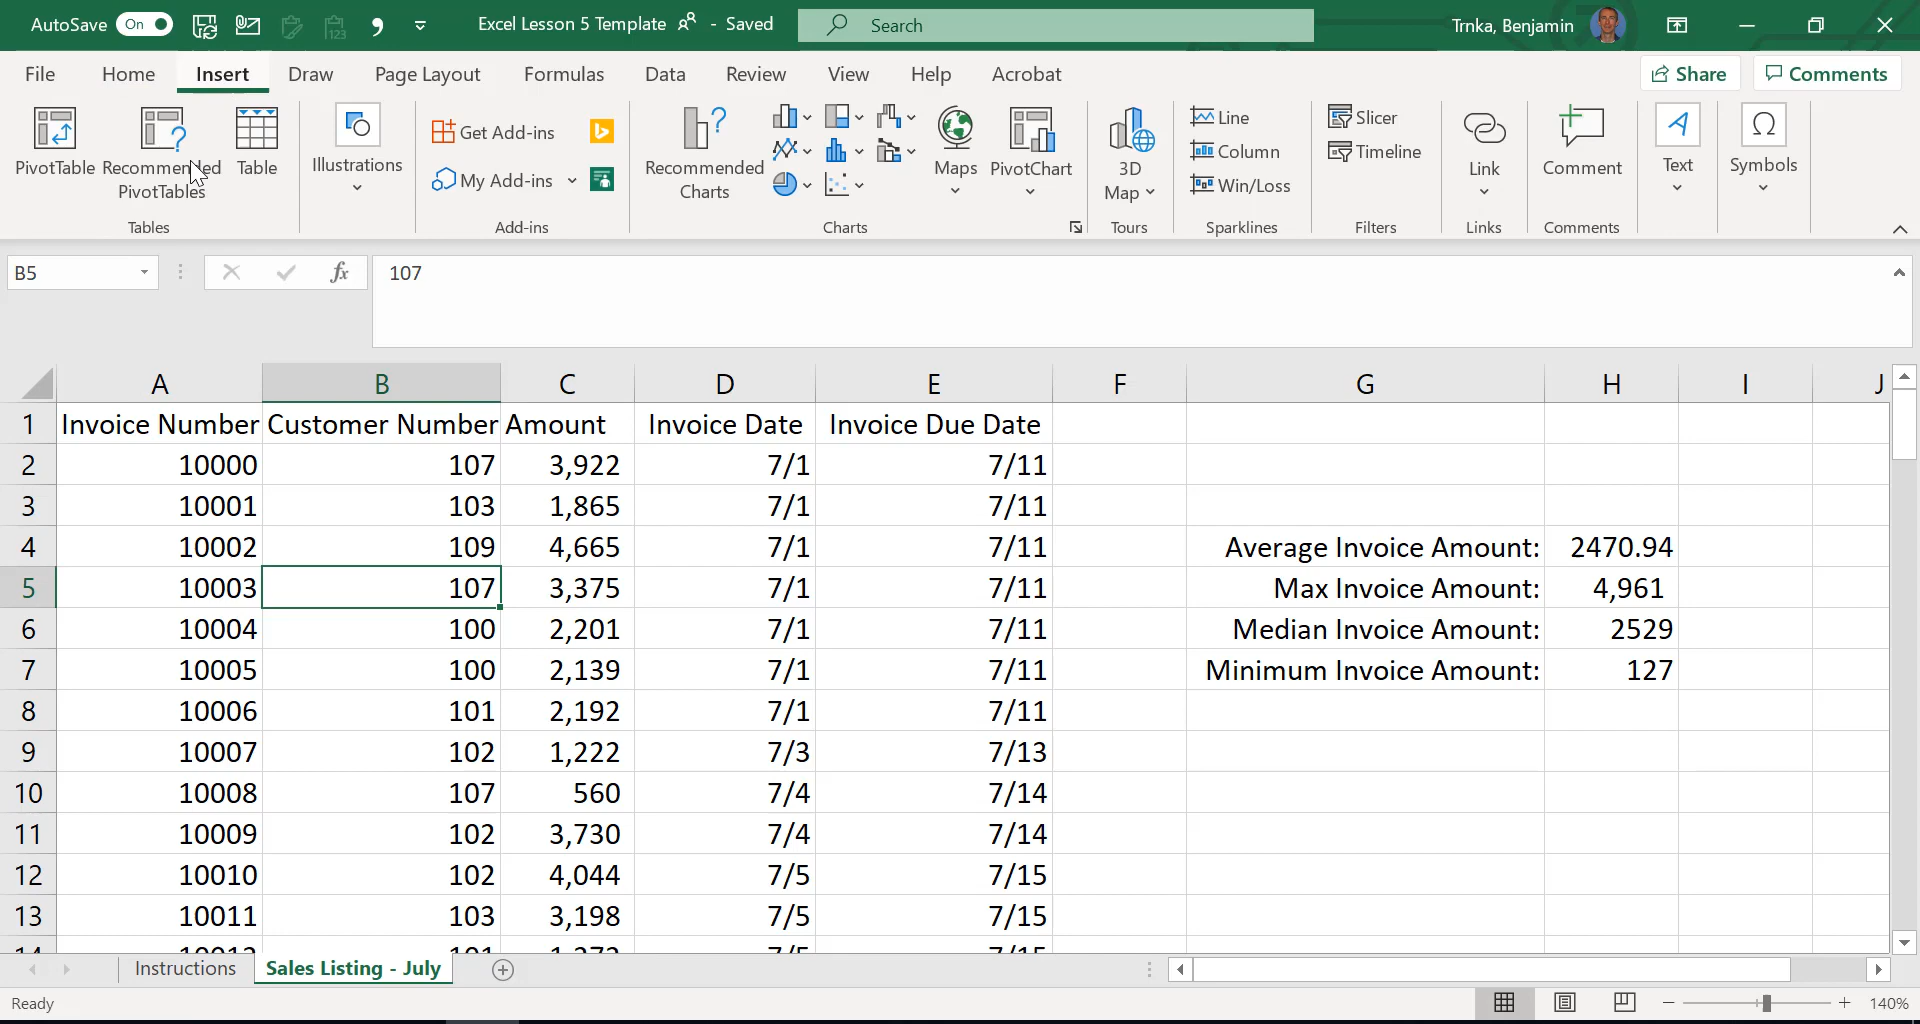 AutoSave On Excel Lesson 5 Template - Saved Search Trnka, Benjamin
File Home Insert Draw Page Layout Formulas Data Review View Help Acrobat Share Comments
PivotTable Recommended PivotTables Table Illustrations Get Add-ins My Add-ins Recommended Charts Maps PivotChart 3D Map Line Column Win/Loss Slicer Timeline Link Comment Text Symbols
Tables Add-ins Charts Tours Sparklines Filters Links Comments
B5 fx 107
A B C D E F G H I J
1 Invoice Number Customer Number Amount Invoice Date Invoice Due Date
2 10000 107 3,922 7/1 7/11
3 10001 103 1,865 7/1 7/11
4 10002 109 4,665 7/1 7/11 Average Invoice Amount: 2470.94
5 10003 107 3,375 7/1 7/11 Max Invoice Amount: 4,961
6 10004 100 2,201 7/1 7/11 Median Invoice Amount: 2529
7 10005 100 2,139 7/1 7/11 Minimum Invoice Amount: 127
8 10006 101 2,192 7/1 7/11
9 10007 102 1,222 7/3 7/13
10 10008 107 560 7/4 7/14
11 10009 102 3,730 7/4 7/14
12 10010 102 4,044 7/5 7/15
13 10011 103 3,198 7/5 7/15
Instructions Sales Listing - July
Ready 140%